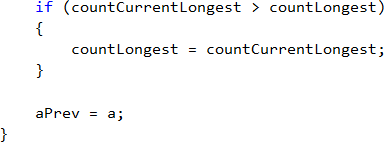 if (countCurrentLongest > countLongest)
{
countLongest = countCurrentLongest;
}
aPrev = a;
}